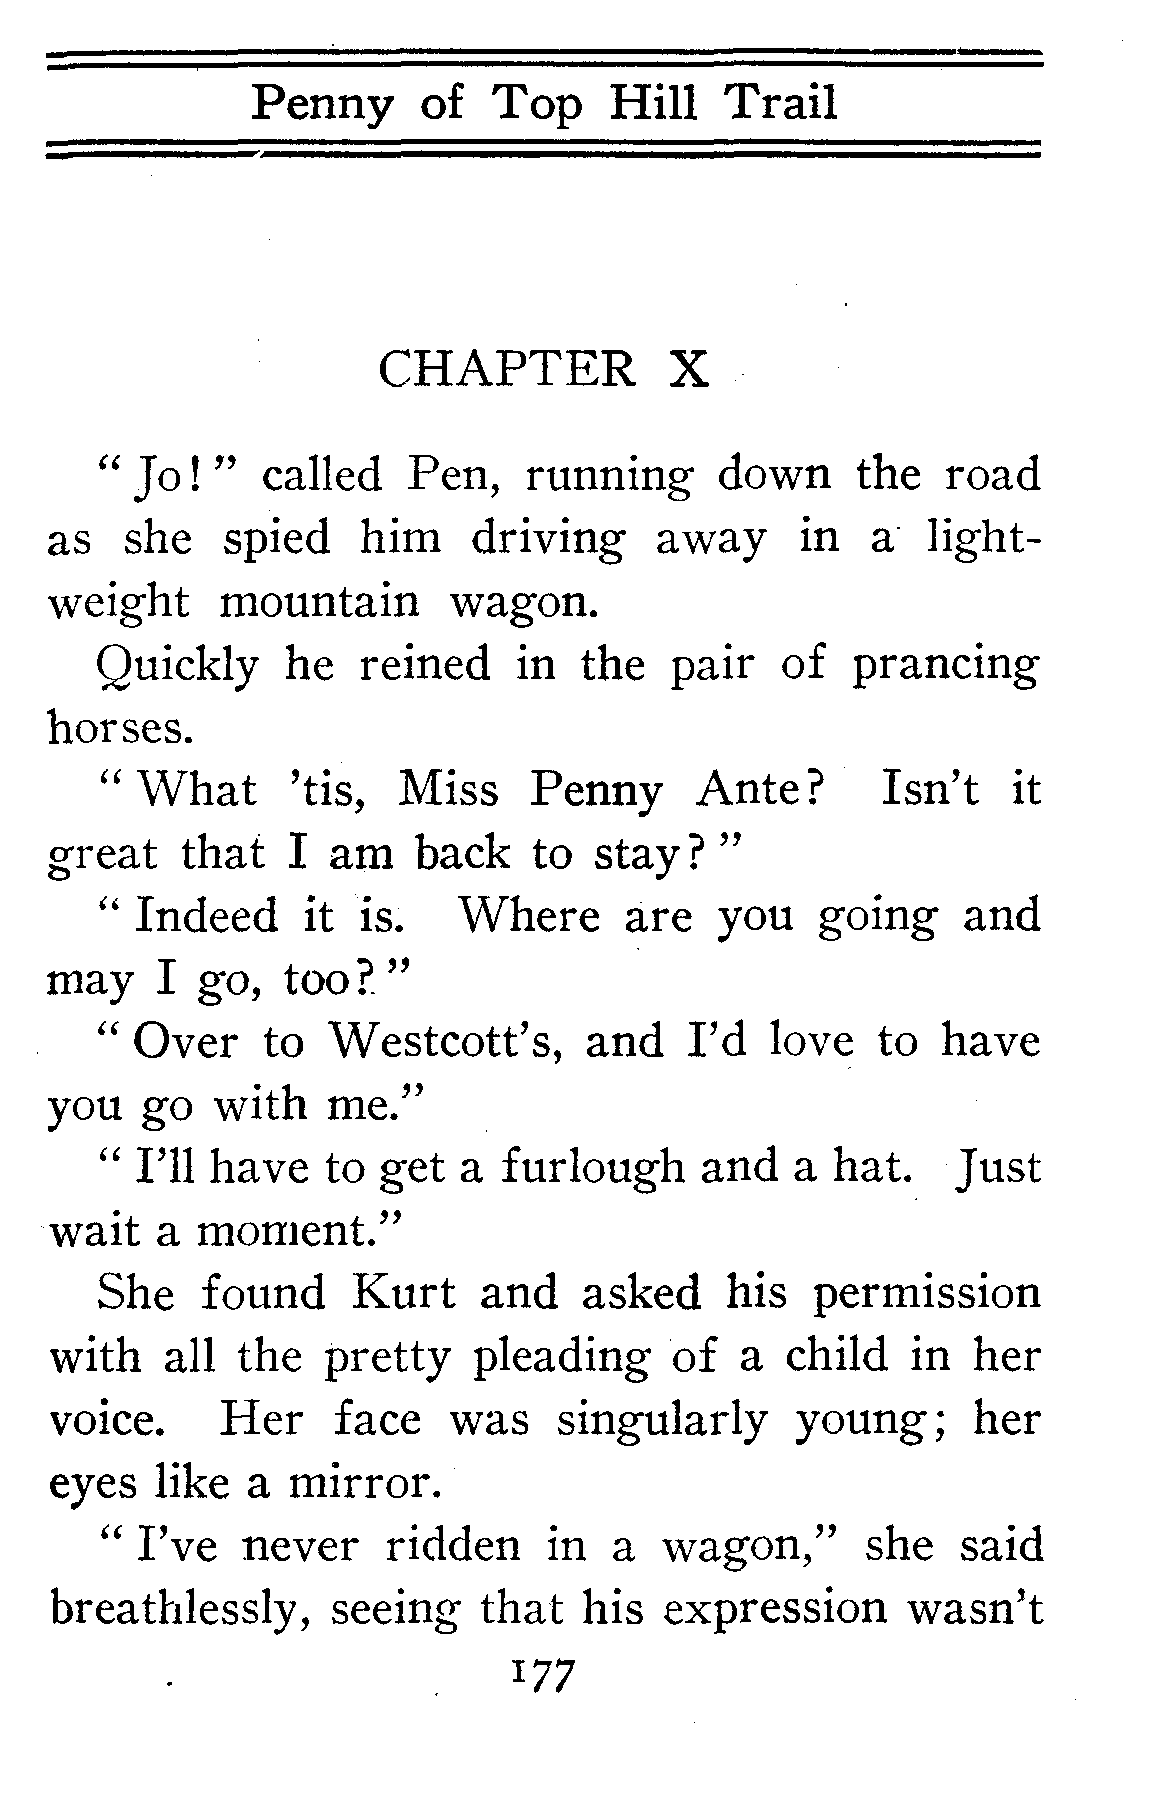 Penny of Top Hill Trail
CHAPTER X
“ Jo! ” called Pen, running down the road
as she spied him driving away in a light-
weight mountain wagon.
Quickly he reined in the pair of prancing
horses.
“ What ’tis, Miss Penny Ante? Isn’t it
great that I am back to stay? ”
“ Indeed it is. Where are you going and
may I go, too? ”
“ Over to Westcott’s, and I’d love to have
you go with me.”
“ I’ll have to get a furlough and a hat. Just
wait a moment.”
She found Kurt and asked his permission
with all the pretty pleading of a child in her
voice. Her face was singularly young; her
eyes like a mirror.
“ I’ve never ridden in a wagon,” she said
breathlessly, seeing that his expression wasn’t
177